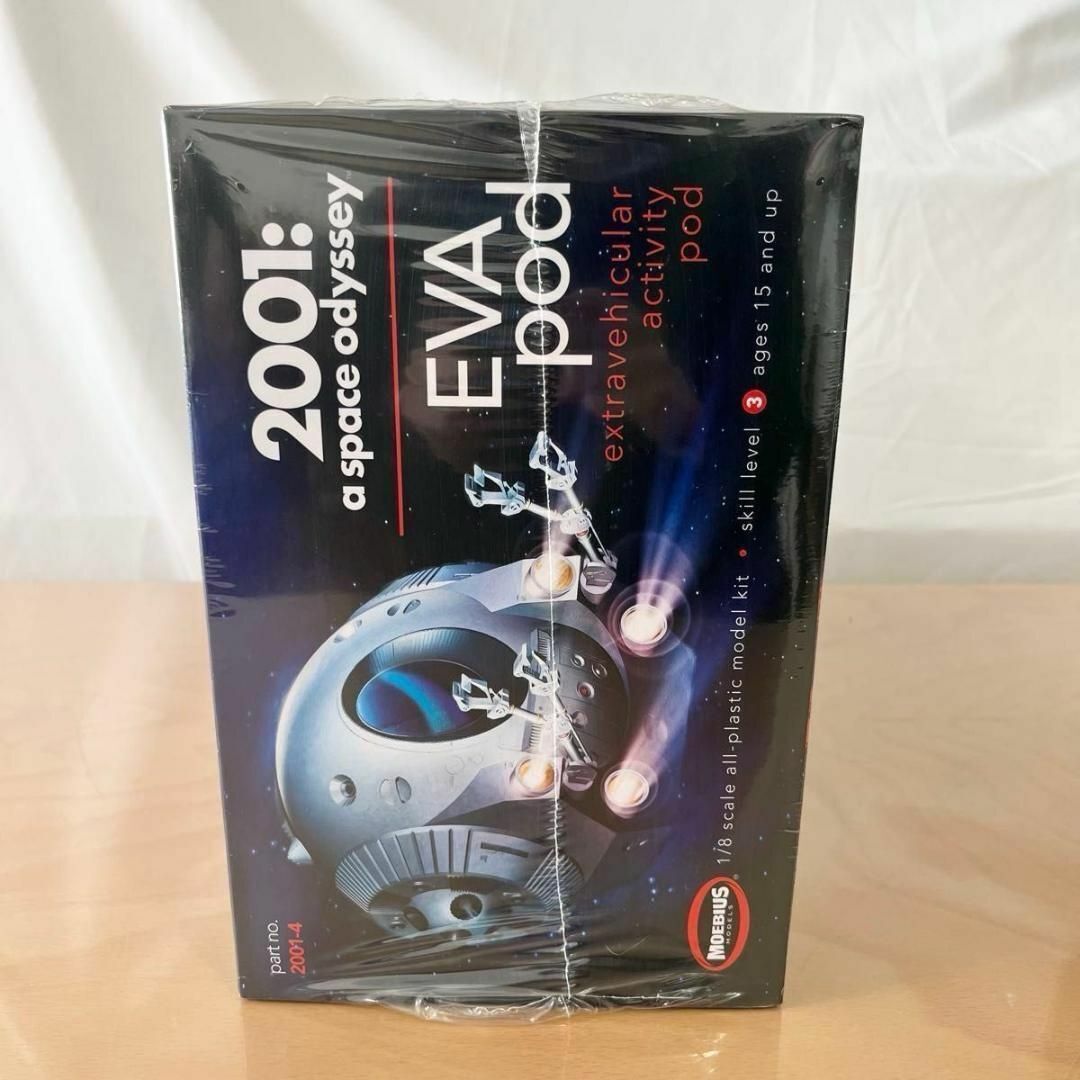 2001:
a space odyssey™
EVA
pod
extravehicular
activity
pod
part no.
2001-4
MOEBIUS
MODELS
®
1/8 scale all-plastic model kit • skill level 3 ages 15 and up